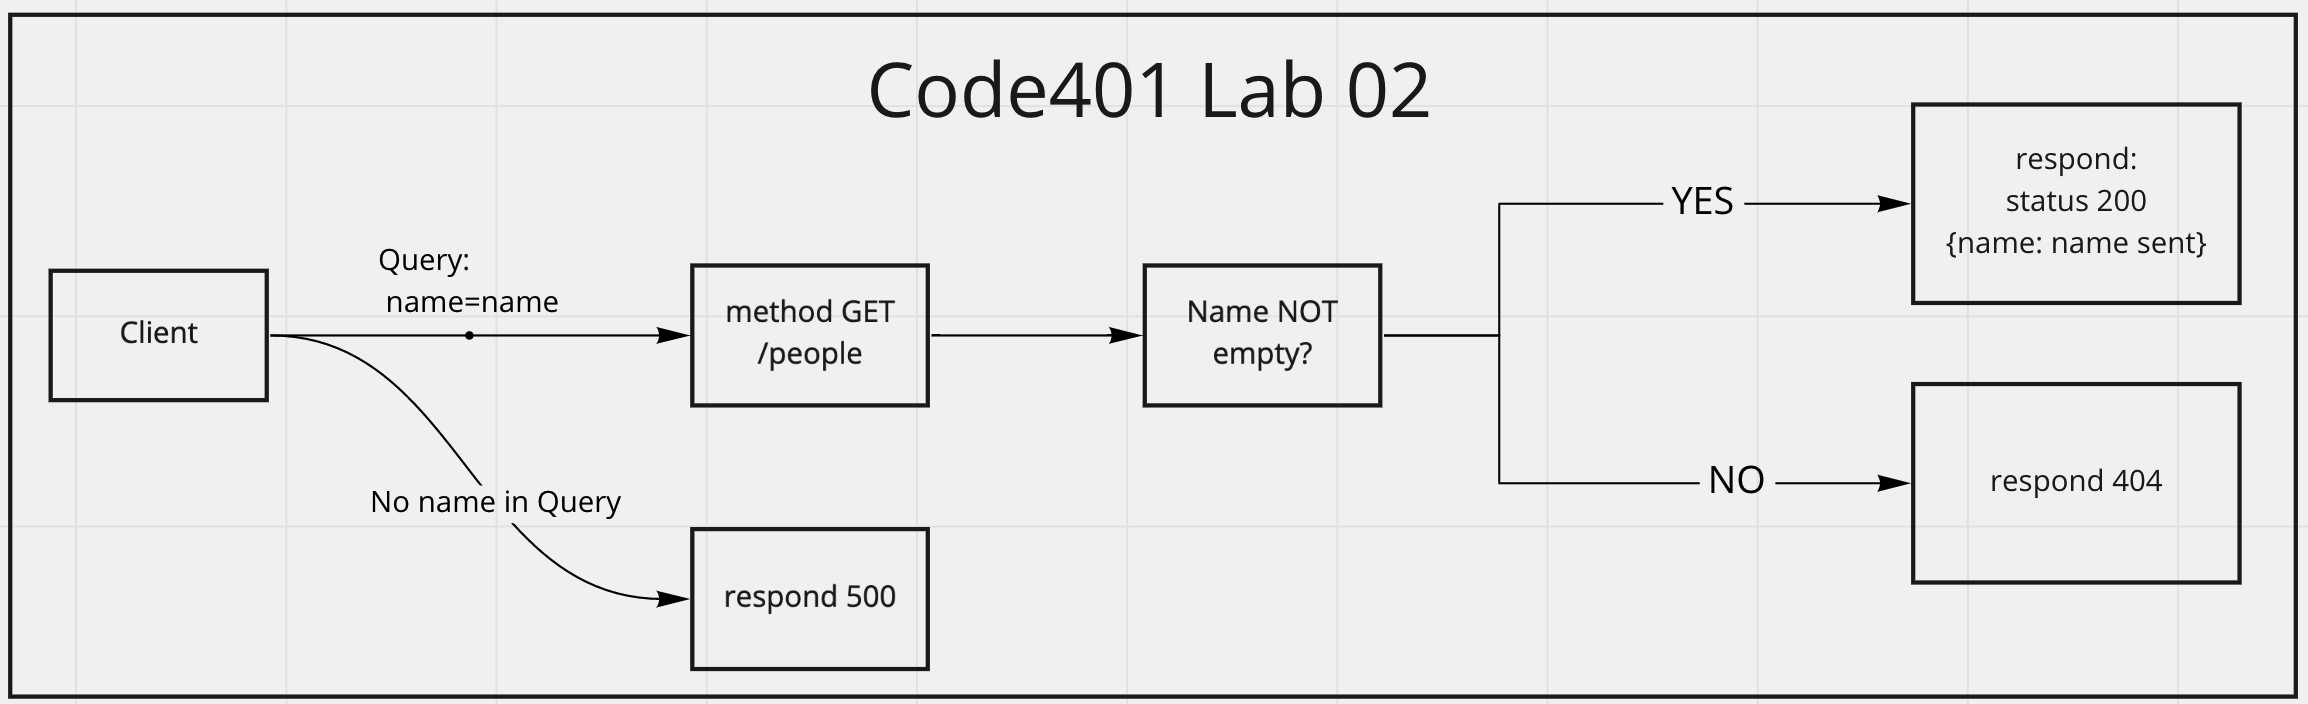 Code401 Lab 02
Client
Query:
name=name
No name in Query
method GET
/people
respond 500
Name NOT
empty?
YES
NO
respond:
status 200
{name: name sent}
respond 404